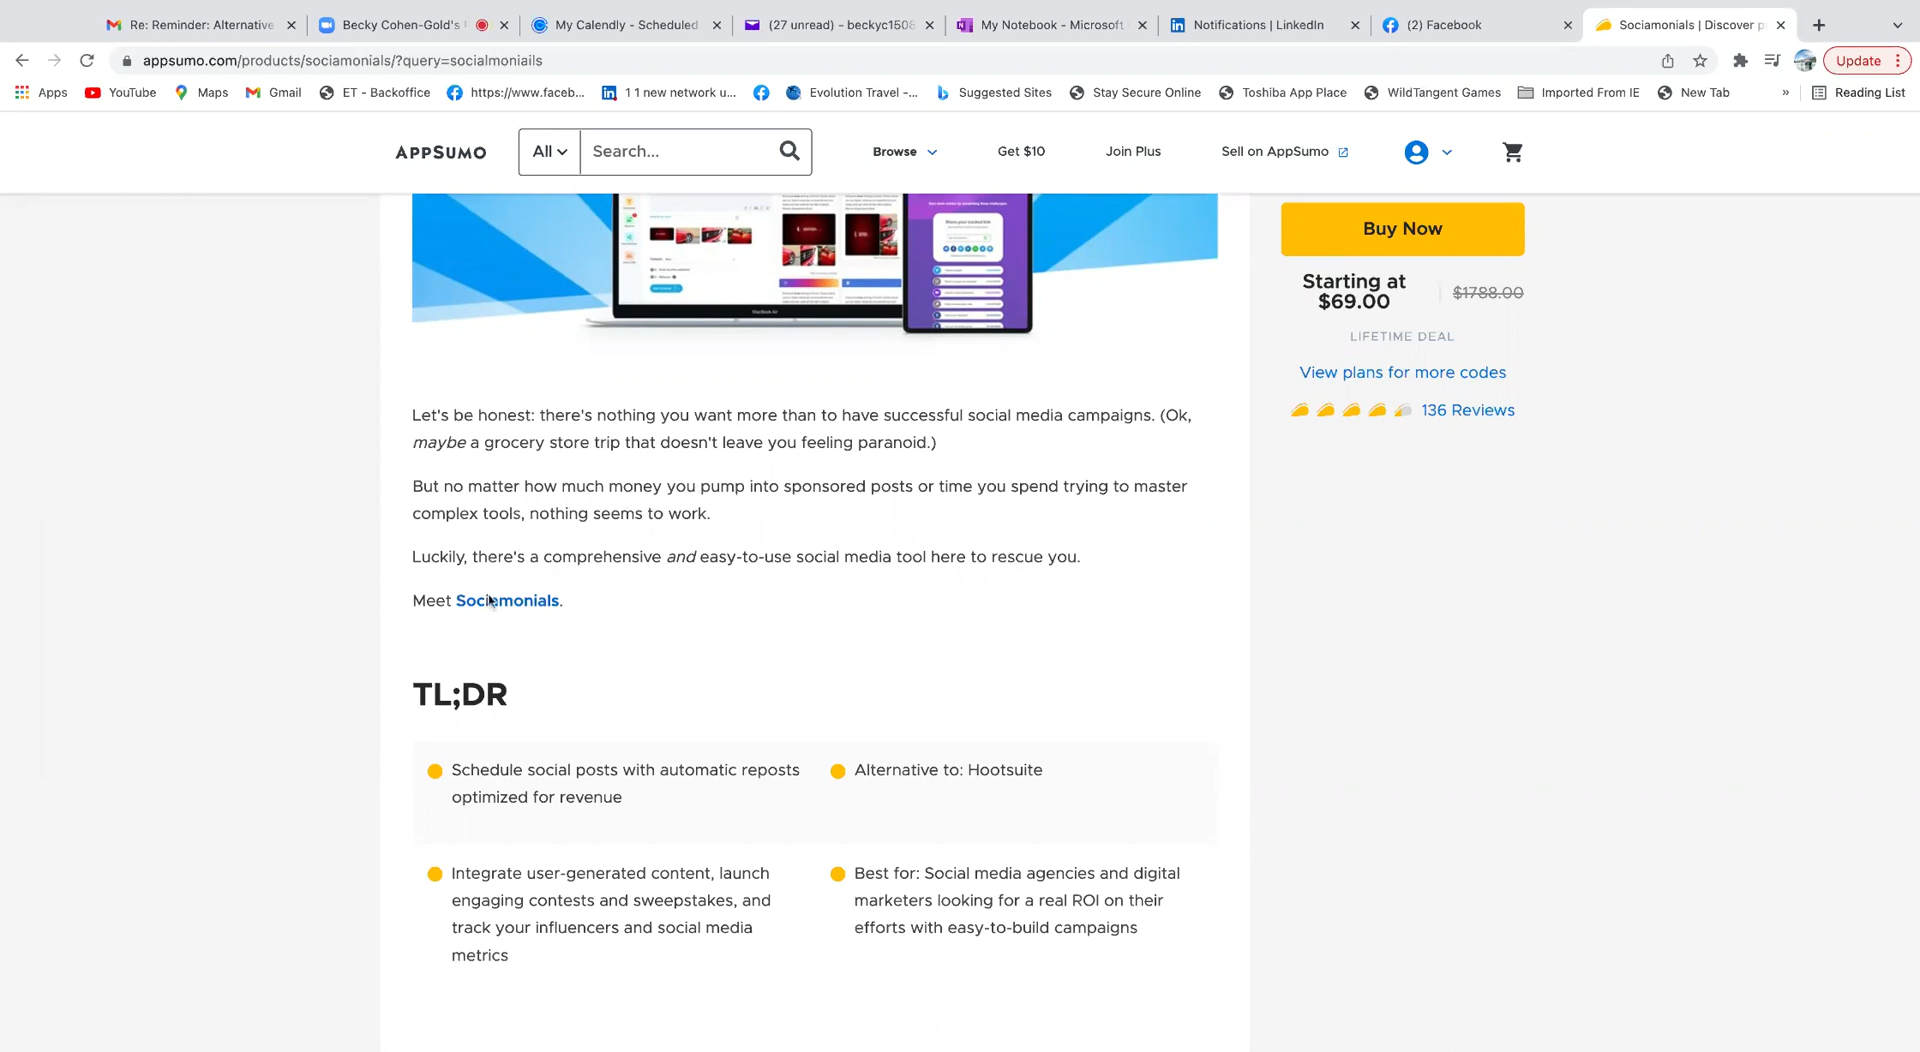 Re: Reminder: Alternative
Becky Cohen-Gold's
My Calendly - Scheduled
(27 unread) - beckyc1508
My Notebook - Microsoft
Notifications | LinkedIn
(2) Facebook
Sociamonials | Discover p
appsumo.com/products/sociamonials/?query=socialmoniails
Update
Apps
YouTube
Maps
Gmail
ET - Backoffice
https://www.faceb...
1 1 new network u...
Evolution Travel -...
Suggested Sites
Stay Secure Online
Toshiba App Place
WildTangent Games
Imported From IE
New Tab
»
Reading List
APPSUMO
All
Search...
Browse
Get $10
Join Plus
Sell on AppSumo
MacBook Air
Buy Now
Starting at
$69.00
$1788.00
LIFETIME DEAL
View plans for more codes
136 Reviews
Let's be honest: there's nothing you want more than to have successful social media campaigns. (Ok,
maybe a grocery store trip that doesn't leave you feeling paranoid.)
But no matter how much money you pump into sponsored posts or time you spend trying to master
complex tools, nothing seems to work.
Luckily, there's a comprehensive and easy-to-use social media tool here to rescue you.
Meet Sociamonials.
TL;DR
Schedule social posts with automatic reposts
optimized for revenue
Alternative to: Hootsuite
Integrate user-generated content, launch
engaging contests and sweepstakes, and
track your influencers and social media
metrics
Best for: Social media agencies and digital
marketers looking for a real ROI on their
efforts with easy-to-build campaigns